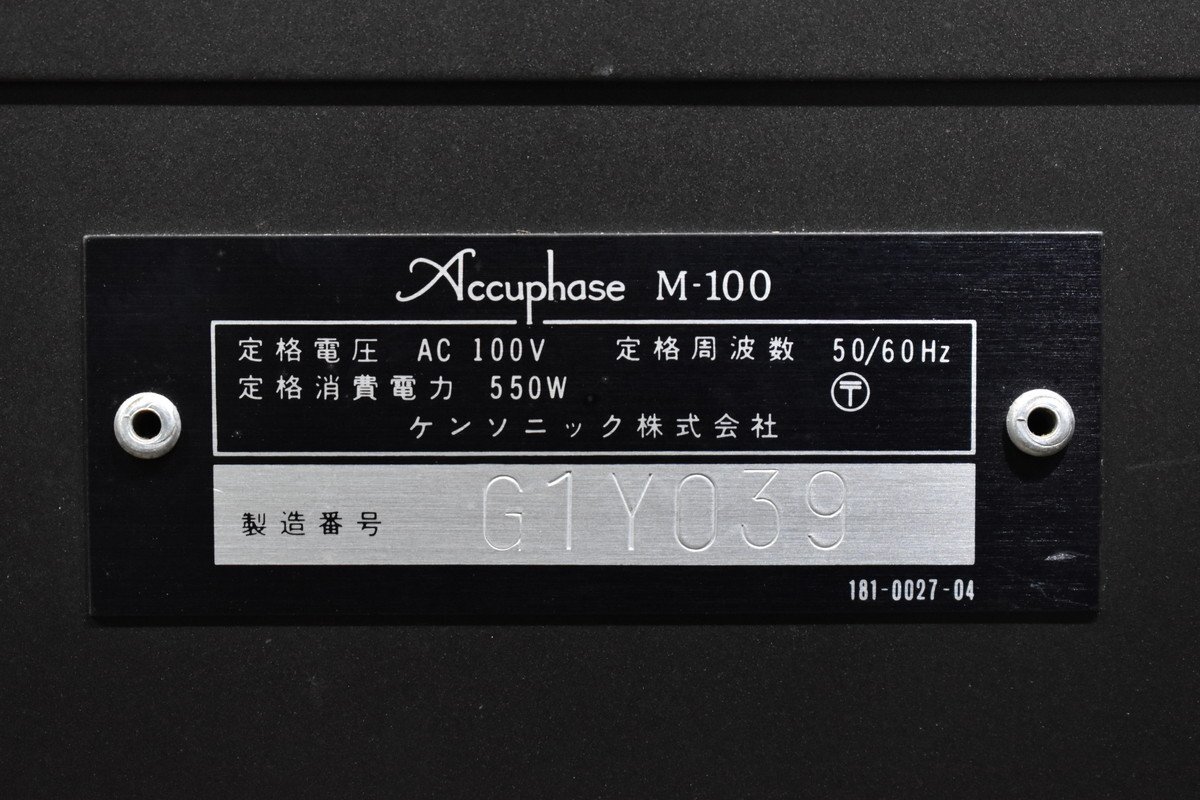 Accuphase M-100
定格電圧 AC 100V 定格周波数 50/60Hz
定格消費電力 550W 〒
ケンソニック株式会社
製造番号 G1Y039
181-0027-04